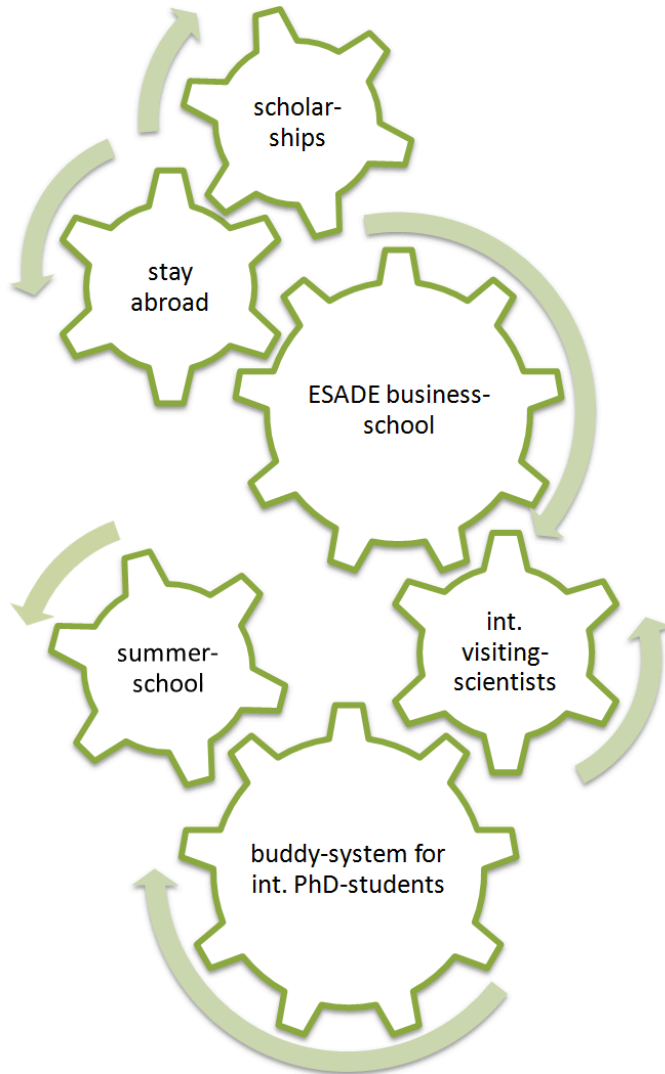 scholar-
ships
stay
abroad
ESADE business-
school
int.
visiting-
scientists
summer-
school
buddy-system for
int. PhD-students